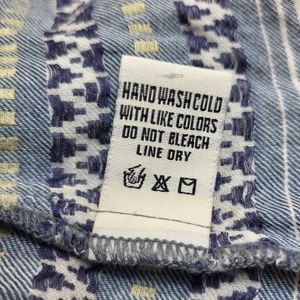 HAND WASH COLD
WITH LIKE COLORS
DO NOT BLEACH
LINE DRY